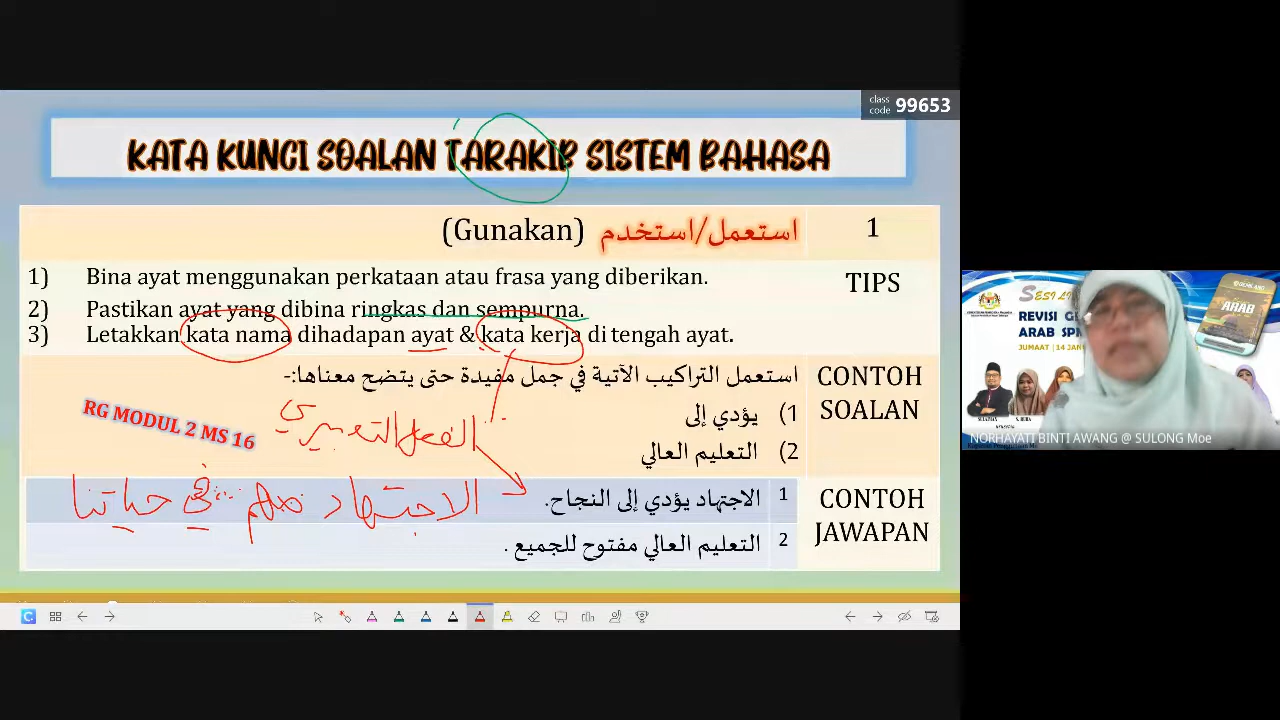 class code 99653
KATA KUNCI SOALAN TARAKIB SISTEM BAHASA
1
استعمل/استخدم (Gunakan)
TIPS
1) Bina ayat menggunakan perkataan atau frasa yang diberikan.
2) Pastikan ayat yang dibina ringkas dan sempurna.
3) Letakkan kata nama dihadapan ayat & kata kerja di tengah ayat.
CONTOH SOALAN
استعمل التراكيب الآتية في جمل مفيدة حتى يتضح معناها:-
1) يؤدي إلى
2) التعليم العالي
RG MODUL 2 MS 16
الفعل التعبيري
CONTOH JAWAPAN
1 الاجتهاد يؤدي إلى النجاح.
الاجتهاد مهم في حياتنا
2 التعليم العالي مفتوح للجميع .
REVISI
ARAB SPM
JUMAAT | 14 JAN
ARAB
NORHAYATI BINTI AWANG @ SULONG Moe